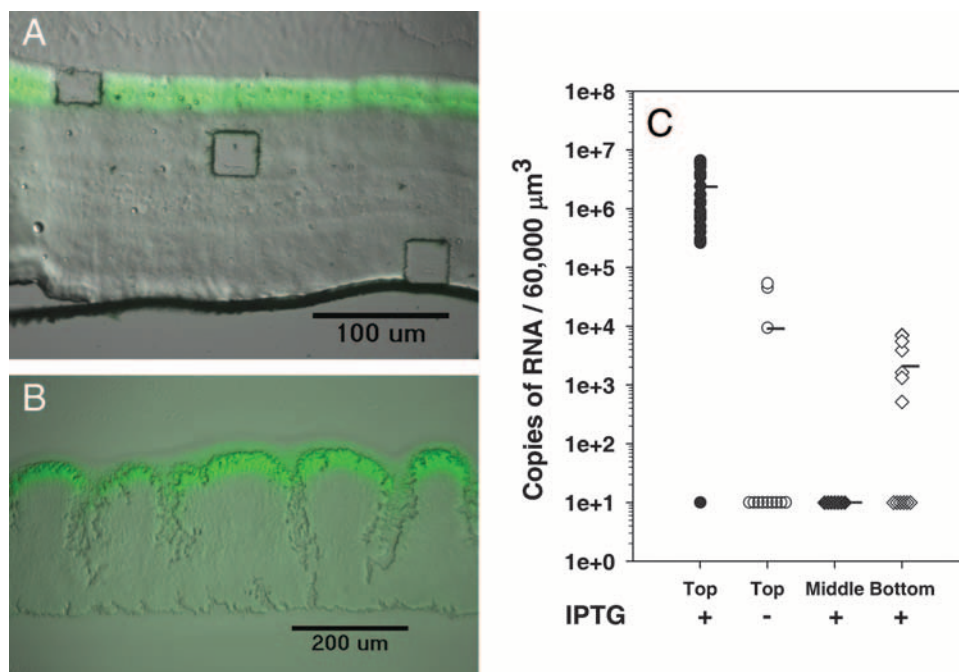 A
100 um
B
200 um
C
Copies of RNA / 60,000 µm³
1e+8
1e+7
1e+6
1e+5
1e+4
1e+3
1e+2
1e+1
1e+0
Top Top Middle Bottom
IPTG + - + +